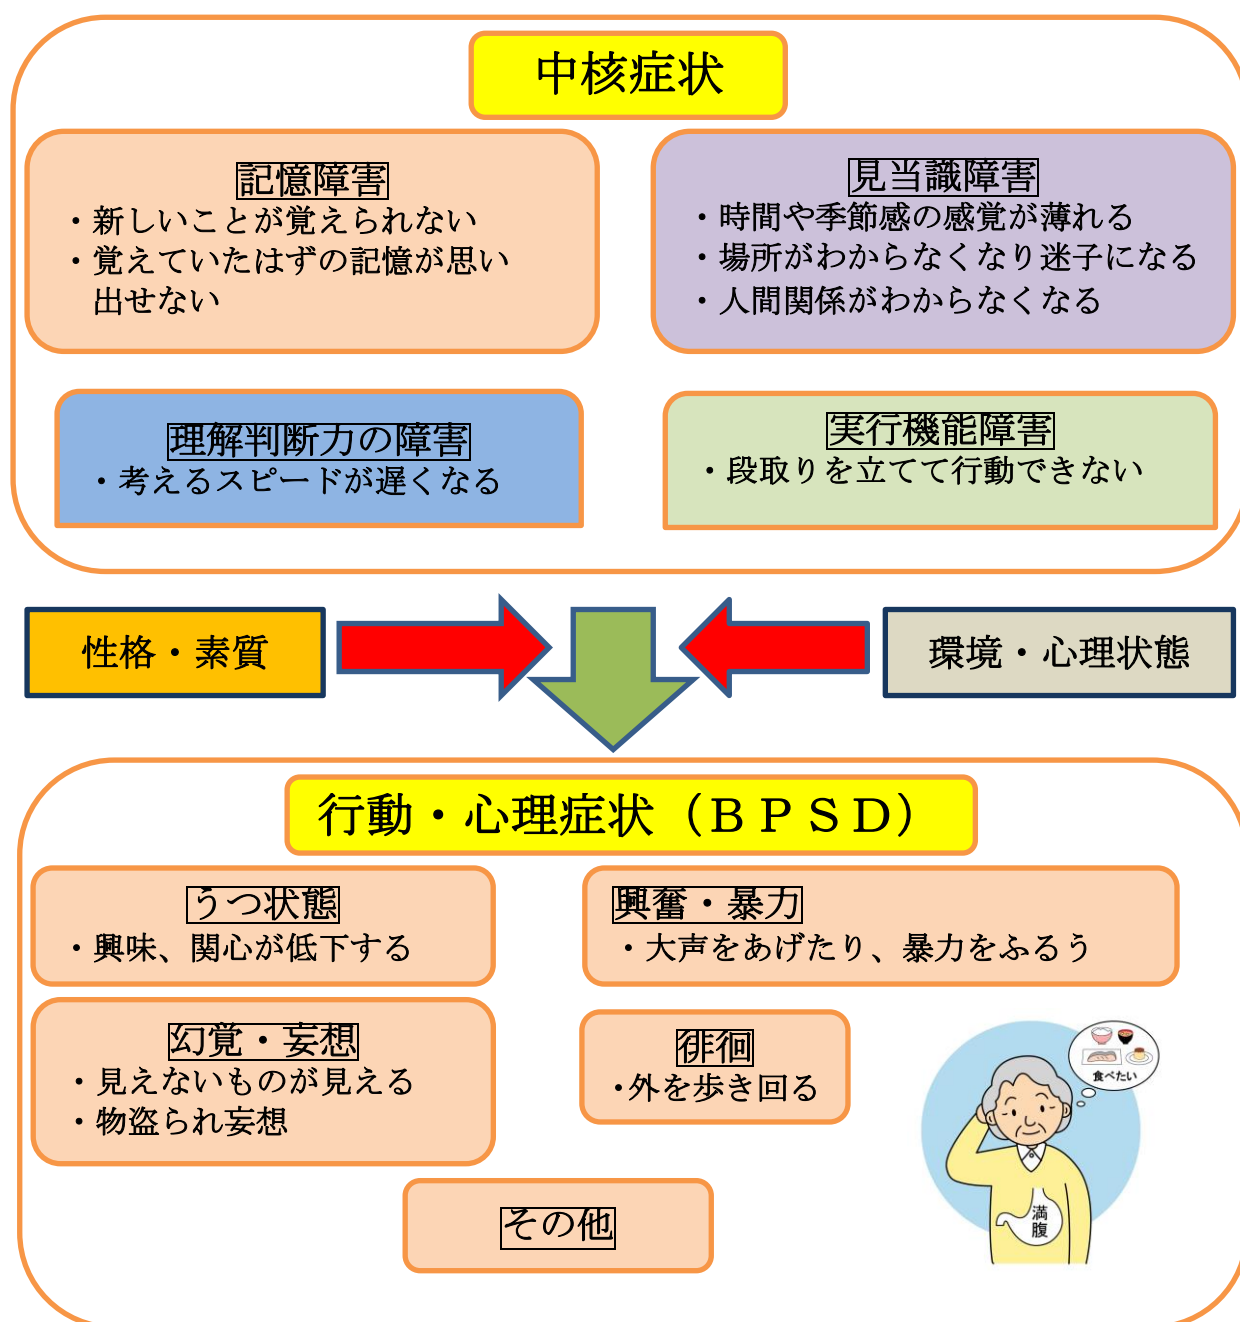 中核症状
記憶障害
・新しいことが覚えられない
・覚えていたはずの記憶が思い
出せない
見当識障害
・時間や季節感の感覚が薄れる
・場所がわからなくなり迷子になる
・人間関係がわからなくなる
理解判断力の障害
・考えるスピードが遅くなる
実行機能障害
・段取りを立てて行動できない
性格・素質
環境・心理状態
行動・心理症状（ＢＰＳＤ）
うつ状態
・興味、関心が低下する
興奮・暴力
・大声をあげたり、暴力をふるう
幻覚・妄想
・見えないものが見える
・物盗られ妄想
徘徊
・外を歩き回る
食べたい
満
腹
その他